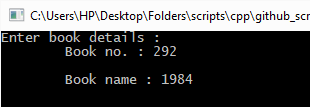 C:\Users\HP\Desktop\Folders\scripts\cpp\github_scr
Enter book details :
Book no. : 292
Book name : 1984